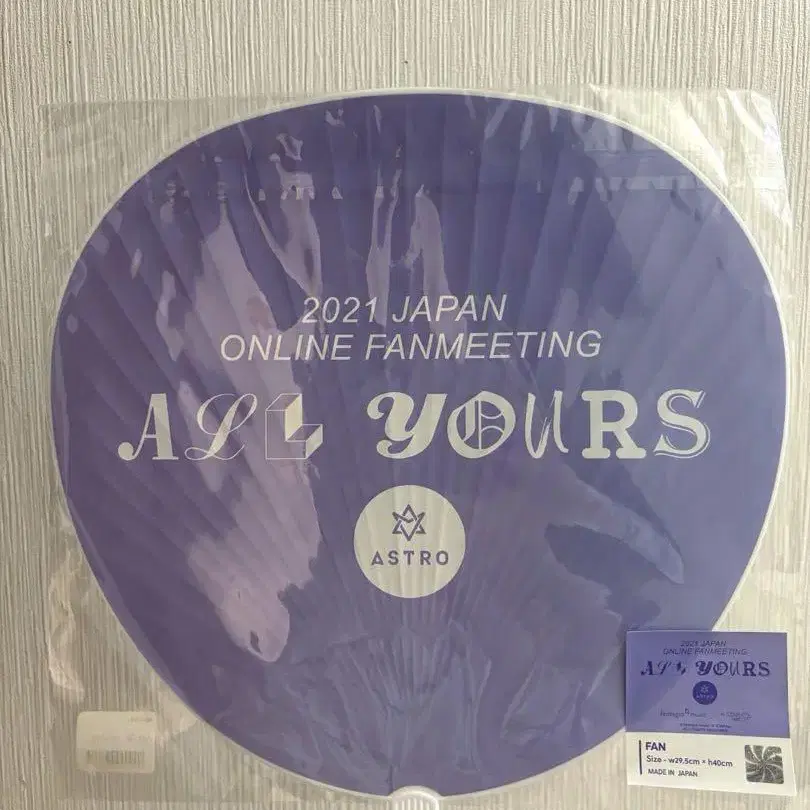 2021 JAPAN
ONLINE FANMEETING
ALL YOURS
ASTRO
2021 JAPAN
ONLINE FANMEETING
ALL YOURS
ASTRO
FAN
Size - w29.5cm × h40cm
MADE IN JAPAN